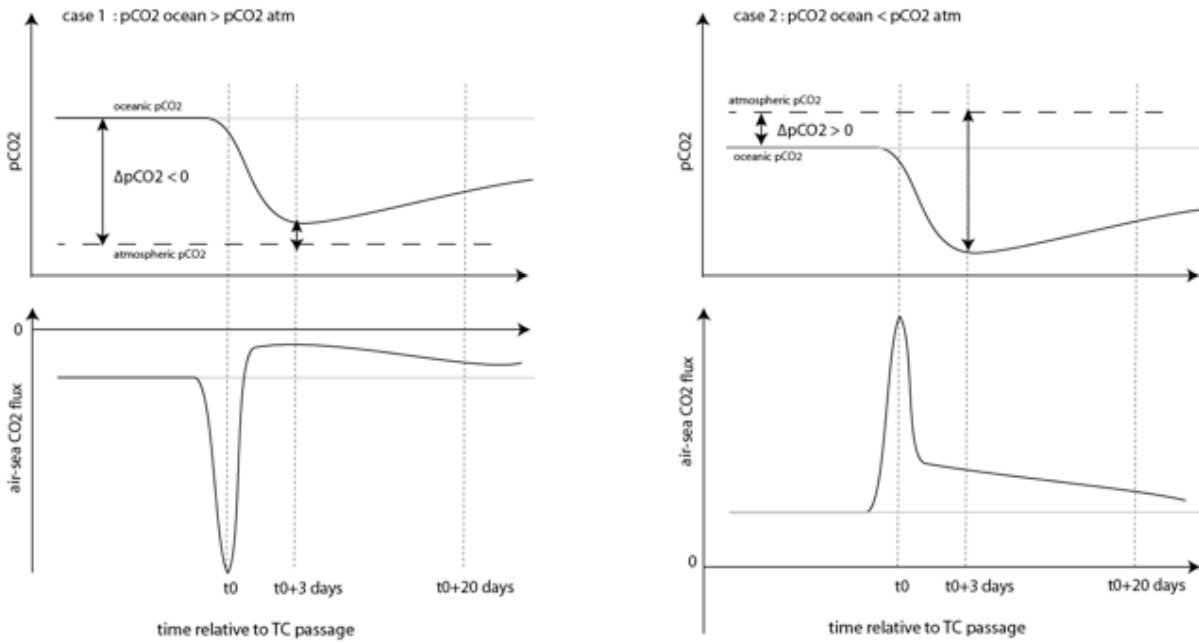 case 1 : pCO2 ocean > pCO2 atm
oceanic pCO2
pCO2
ΔpCO2 < 0
atmospheric pCO2
0
air-sea CO2 flux
t0
t0+3 days
t0+20 days
time relative to TC passage
case 2 : pCO2 ocean < pCO2 atm
atmospheric pCO2
ΔpCO2 > 0
pCO2
oceanic pCO2
air-sea CO2 flux
0
t0
t0+3 days
t0+20 days
time relative to TC passage